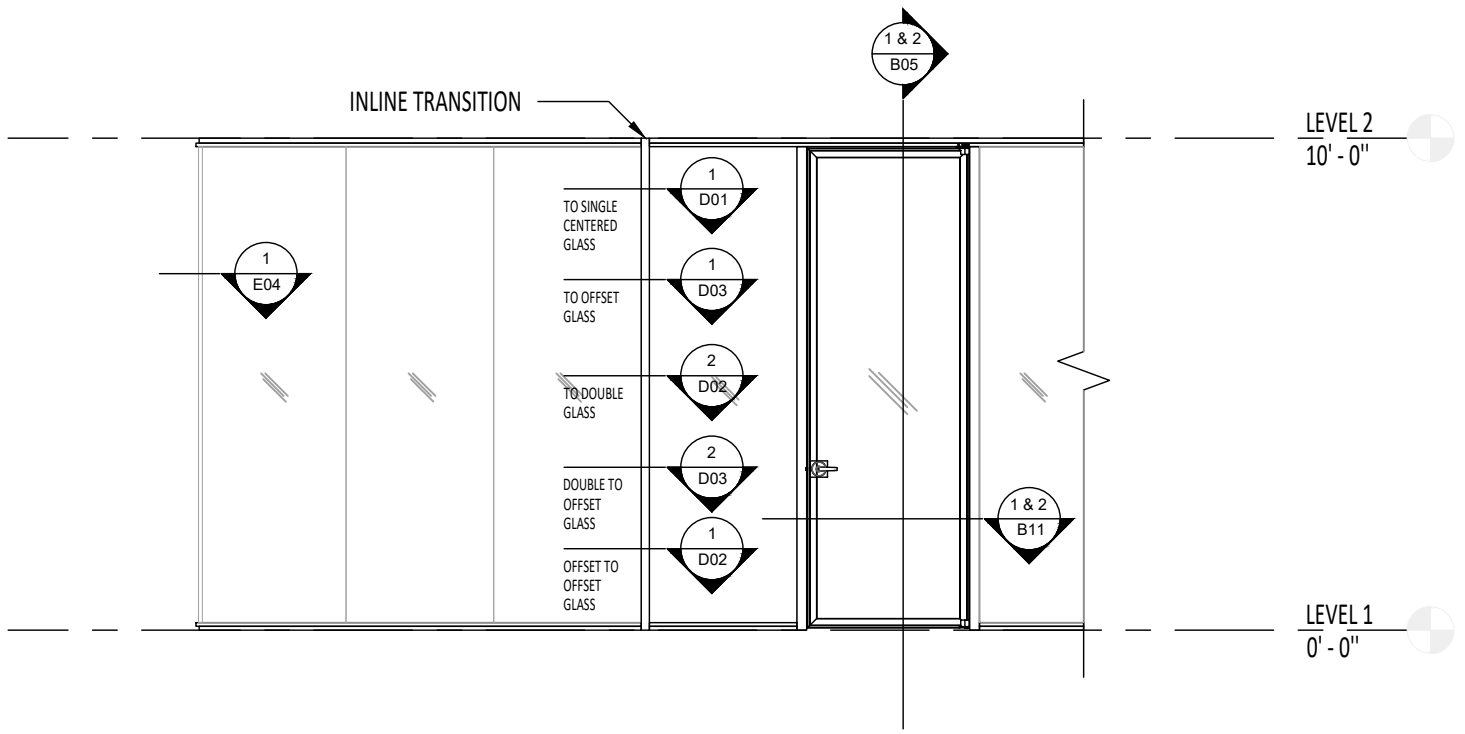 1 & 2
B05
INLINE TRANSITION
LEVEL 2
10' - 0"
1
D01
TO SINGLE
CENTERED
GLASS
1
E04
1
D03
TO OFFSET
GLASS
2
D02
TO DOUBLE
GLASS
2
D03
DOUBLE TO
OFFSET
GLASS
1 & 2
B11
1
D02
OFFSET TO
OFFSET
GLASS
LEVEL 1
0' - 0"